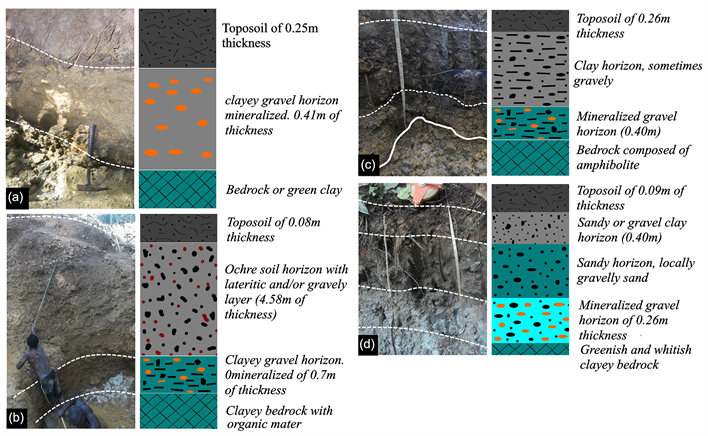 Toposoil of 0.25m
thickness
clayey gravel horizon
mineralized. 0.41m of
thickness
(a)
Bedrock or green clay
Toposoil of 0.08m
thickness
Ochre soil horizon with
lateritic and/or gravely
layer (4.58m of
thickness)
Clayey gravel horizon.
0mineralized of 0.7m
of thickness
(b)
Clayey bedrock with
organic mater
Toposoil of 0.26m
thickness
Clay horizon, sometimes
gravely
Mineralized gravel
horizon (0.40m)
(c)
Bedrock composed of
amphibolite
Toposoil of 0.09m of
thickness
Sandy or gravel clay
horizon (0.40m)
Sandy horizon, locally
gravelly sand
Mineralized gravel
horizon of 0.26m
thickness
(d)
Greenish and whitish
clayey bedrock